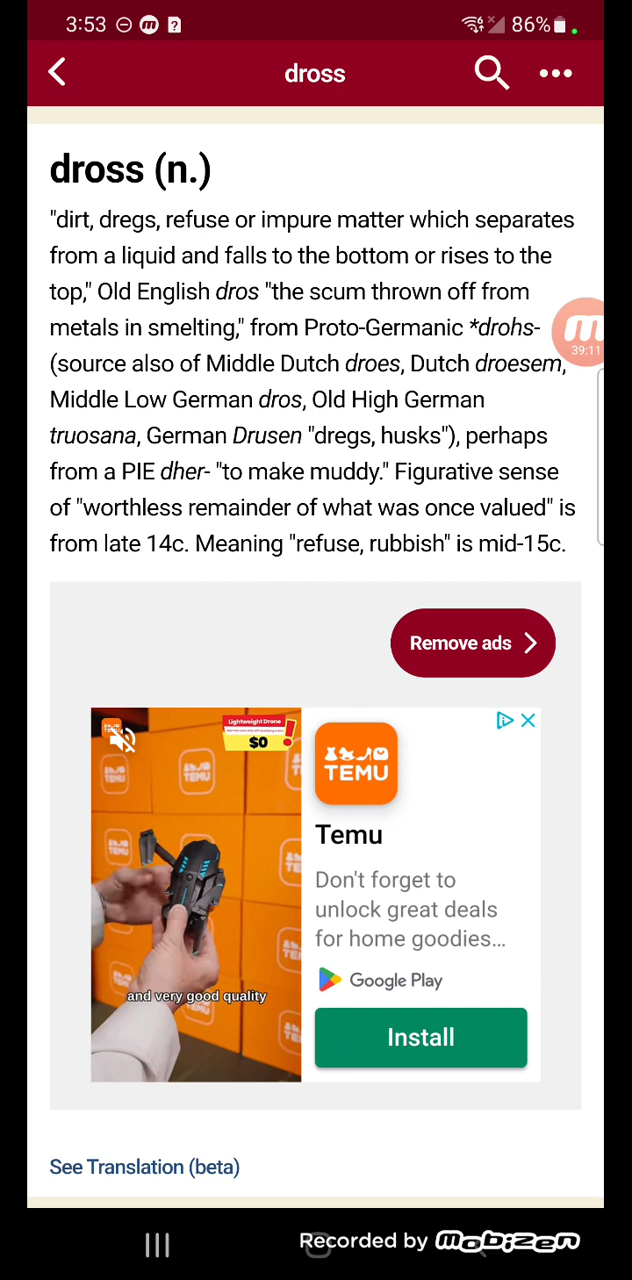 3:53
86%
dross
dross (n.)
"dirt, dregs, refuse or impure matter which separates
from a liquid and falls to the bottom or rises to the
top," Old English dros "the scum thrown off from
metals in smelting," from Proto-Germanic *drohs-
39:11
(source also of Middle Dutch droes, Dutch droesem,
Middle Low German dros, Old High German
truosana, German Drusen "dregs, husks"), perhaps
from a PIE dher- "to make muddy." Figurative sense
of "worthless remainder of what was once valued" is
from late 14c. Meaning "refuse, rubbish" is mid-15c.
Remove ads
Lightweight Drone
$0
TEMU
Temu
Don't forget to
unlock great deals
for home goodies...
Google Play
and very good quality
Install
See Translation (beta)
Recorded by mobizen